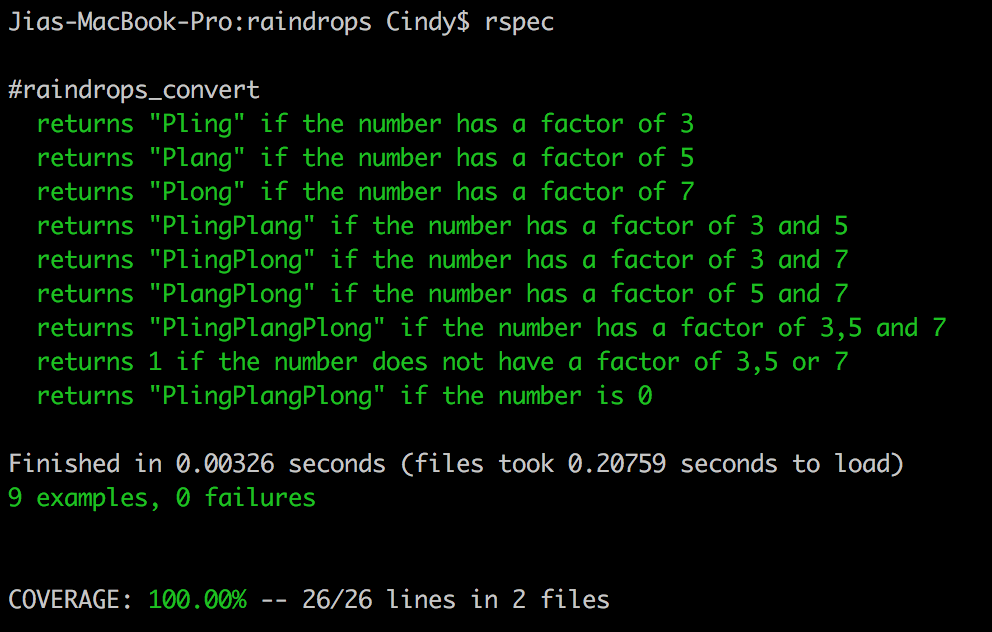 Jias-MacBook-Pro:raindrops Cindy$ rspec
#raindrops_convert
returns "Pling" if the number has a factor of 3
returns "Plang" if the number has a factor of 5
returns "Plong" if the number has a factor of 7
returns "PlingPlang" if the number has a factor of 3 and 5
returns "PlingPlong" if the number has a factor of 3 and 7
returns "PlangPlong" if the number has a factor of 5 and 7
returns "PlingPlangPlong" if the number has a factor of 3,5 and 7
returns 1 if the number does not have a factor of 3,5 or 7
returns "PlingPlangPlong" if the number is 0
Finished in 0.00326 seconds (files took 0.20759 seconds to load)
9 examples, 0 failures
COVERAGE: 100.00% -- 26/26 lines in 2 files